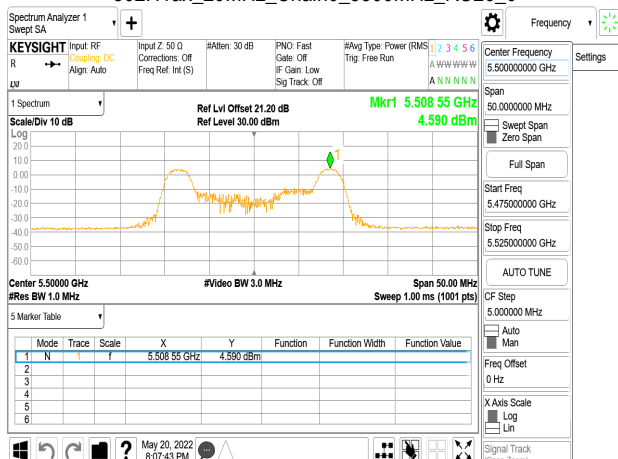 Spectrum Analyzer 1
Swept SA
Frequency
Settings
KEYSIGHT
R
Input: RF
Coupling: DC
Align: Auto
Input Z: 50 Ω
Corrections: Off
Freq Ref: Int (S)
#Atten: 30 dB
PNO: Fast
Gate: Off
IF Gain: Low
Sig Track: Off
#Avg Type: Power (RMS
Trig: Free Run
1 2 3 4 5 6
A W W W W W
A N N N N N
1 Spectrum
Scale/Div 10 dB
Log
Ref Lvl Offset 21.20 dB
Ref Level 30.00 dBm
Mkr1 5.508 55 GHz
4.590 dBm
20.0
10.0
0.00
-10.0
-20.0
-30.0
-40.0
-50.0
-60.0
1
Center 5.50000 GHz
#Res BW 1.0 MHz
#Video BW 3.0 MHz
Span 50.00 MHz
Sweep 1.00 ms (1001 pts)
5 Marker Table
Mode Trace Scale X Y Function Function Width Function Value
1 N 1 f 5.508 55 GHz 4.590 dBm
2
3
4
5
6
May 20, 2022
8:07:43 PM
Center Frequency
5.500000000 GHz
Span
50.0000000 MHz
Swept Span
Zero Span
Full Span
Start Freq
5.475000000 GHz
Stop Freq
5.525000000 GHz
AUTO TUNE
CF Step
5.000000 MHz
Auto
Man
Freq Offset
0 Hz
X Axis Scale
Log
Lin
Signal Track